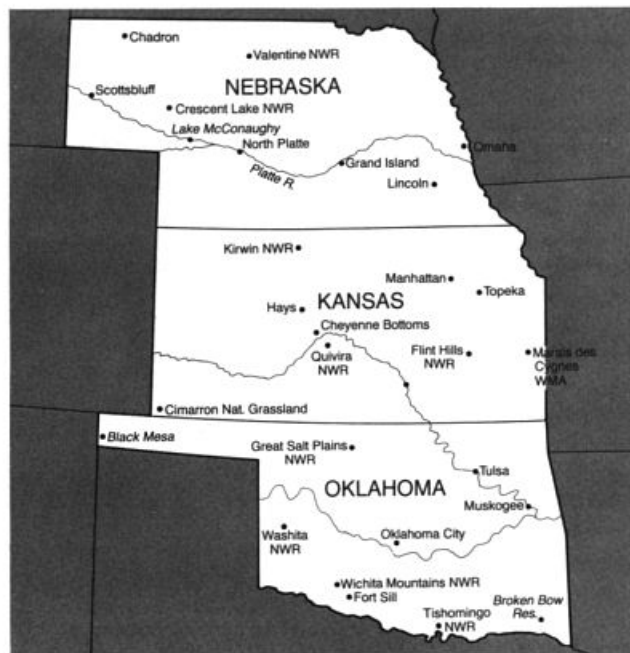 Chadron
Valentine NWR
NEBRASKA
Scottsbluff
Crescent Lake NWR
Lake McConaughy
North Platte
Platte R.
Grand Island
Omaha
Lincoln
Kirwin NWR
Manhattan
Topeka
KANSAS
Hays
Cheyenne Bottoms
Quivira
NWR
Flint Hills
NWR
Marais des
Cygnes
WMA
Cimarron Nat. Grassland
Black Mesa
Great Salt Plains
NWR
Tulsa
OKLAHOMA
Muskogee
Washita
NWR
Oklahoma City
Wichita Mountains NWR
Fort Sill
Tishomingo
NWR
Broken Bow
Res.